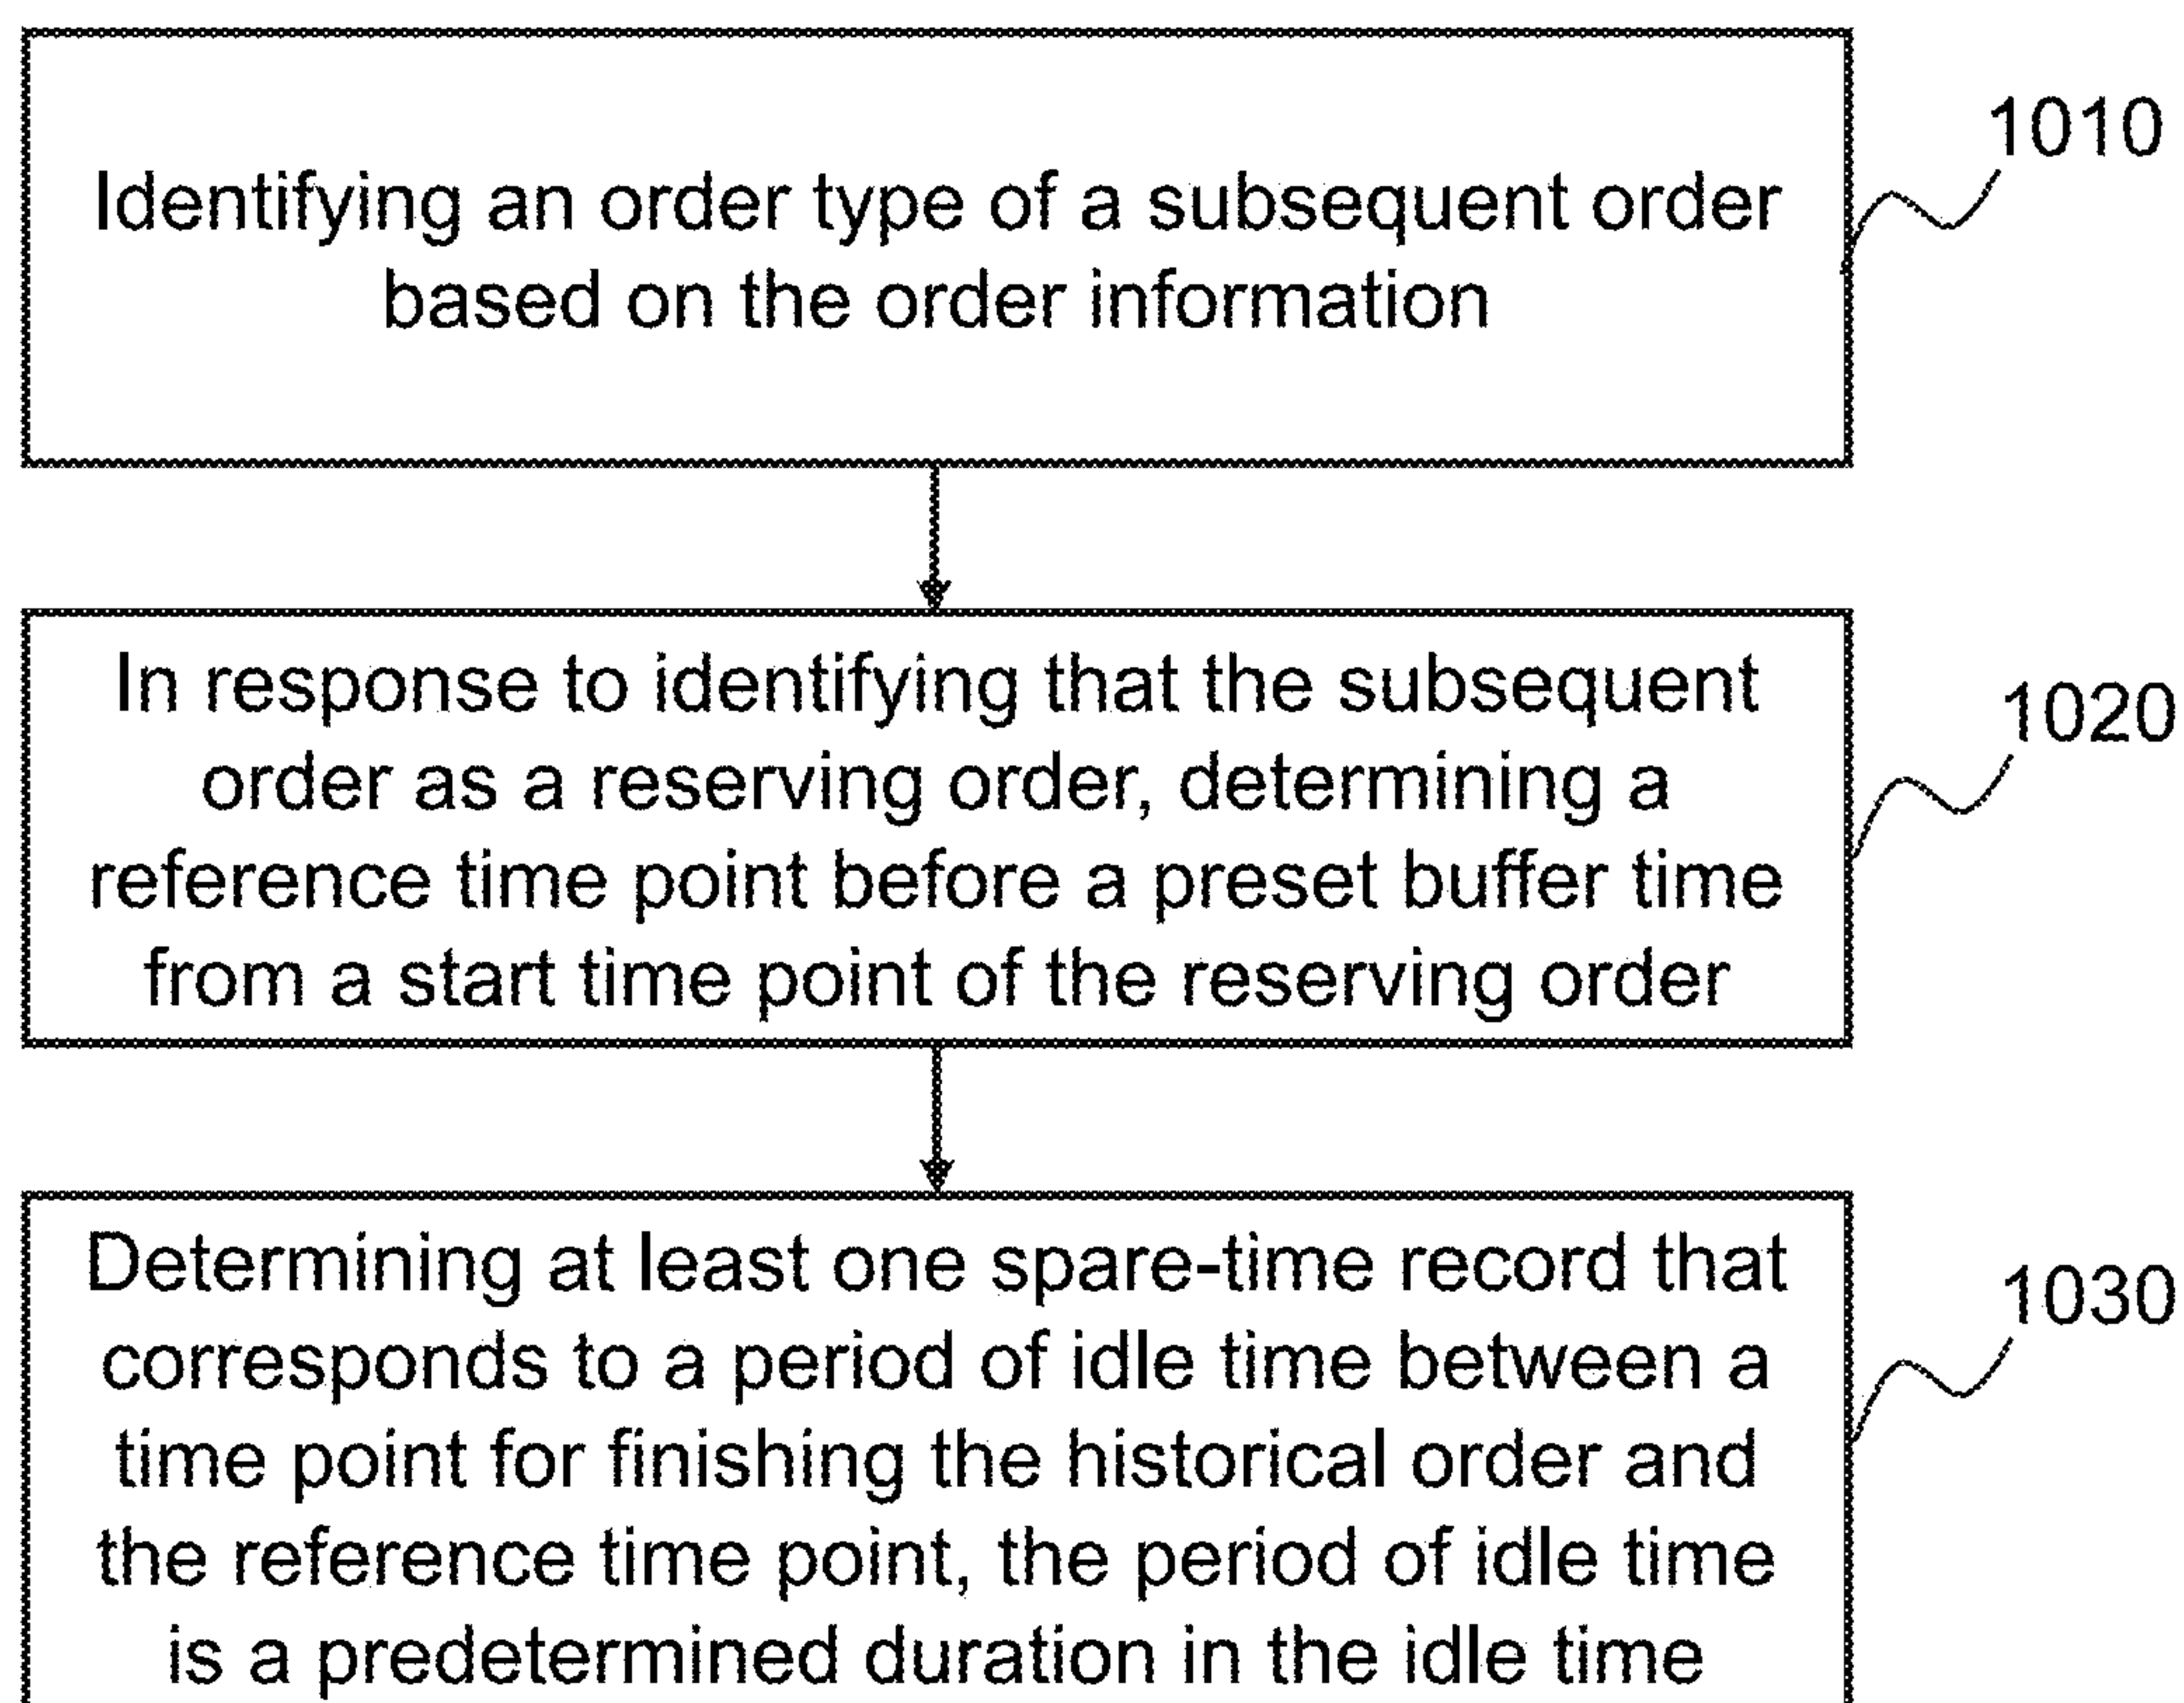 Identifying an order type of a subsequent order
based on the order information
1010
In response to identifying that the subsequent
order as a reserving order, determining a
reference time point before a preset buffer time
from a start time point of the reserving order
1020
Determining at least one spare-time record that
corresponds to a period of idle time between a
time point for finishing the historical order and
the reference time point, the period of idle time
is a predetermined duration in the idle time
1030